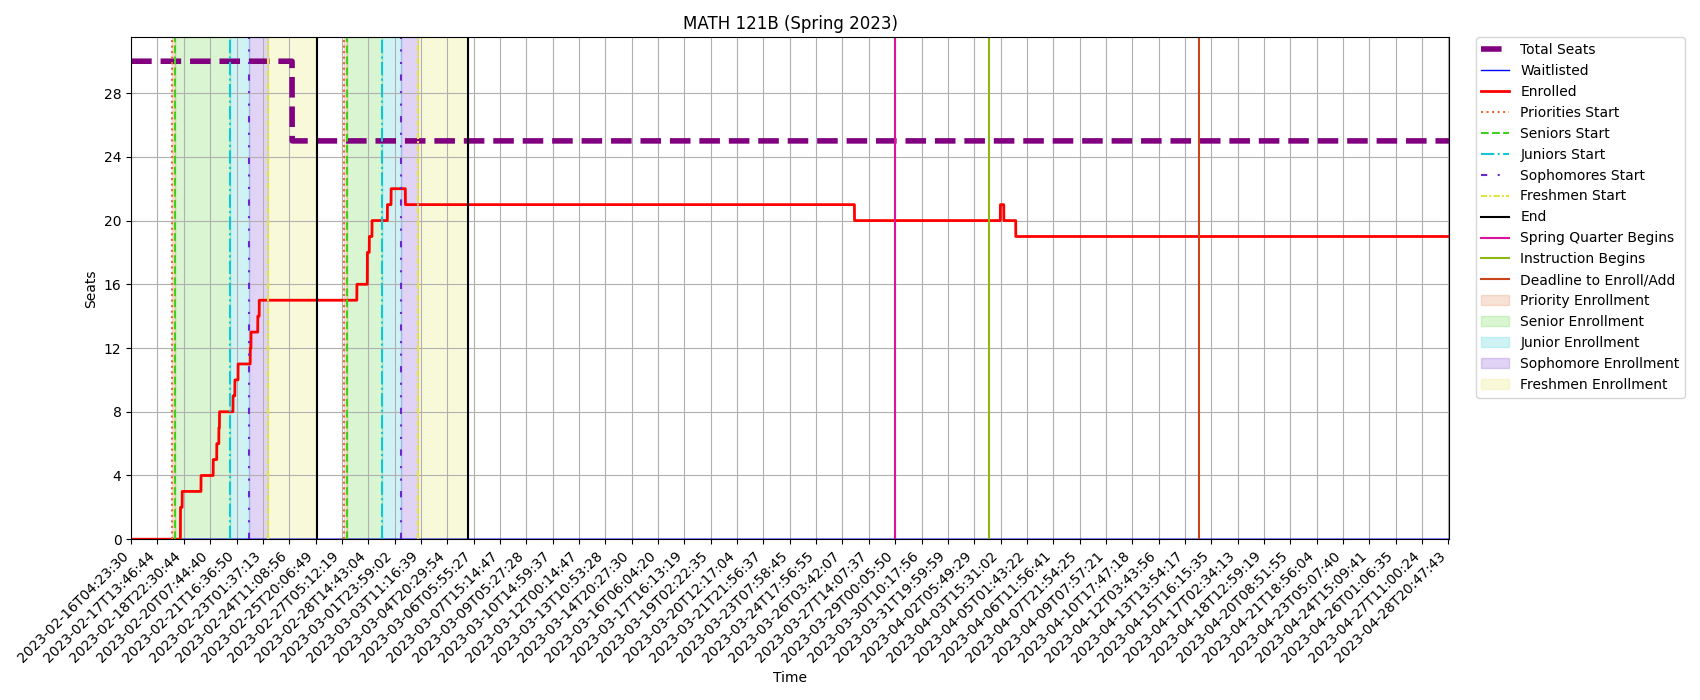 MATH 121B (Spring 2023)
Seats
28
24
20
16
12
8
4
0
2023-02-16T04:23:30
2023-02-17T13:46:44
2023-02-18T22:30:44
2023-02-20T07:44:40
2023-02-21T16:36:50
2023-02-23T01:37:13
2023-02-24T11:08:56
2023-02-25T20:06:49
2023-02-27T05:12:19
2023-02-28T14:43:04
2023-03-01T23:59:02
2023-03-03T11:16:39
2023-03-04T20:29:54
2023-03-06T05:55:27
2023-03-07T15:14:47
2023-03-09T05:27:28
2023-03-10T14:59:37
2023-03-12T00:14:47
2023-03-13T10:53:28
2023-03-14T20:27:30
2023-03-16T06:04:20
2023-03-17T16:13:19
2023-03-19T02:22:35
2023-03-20T12:17:04
2023-03-21T21:56:37
2023-03-23T07:58:45
2023-03-24T17:56:55
2023-03-26T03:42:07
2023-03-27T14:07:37
2023-03-29T00:05:50
2023-03-30T10:17:56
2023-03-31T19:59:59
2023-04-02T05:49:29
2023-04-03T15:31:02
2023-04-05T01:43:22
2023-04-06T11:56:41
2023-04-07T21:54:25
2023-04-09T07:57:21
2023-04-10T17:47:18
2023-04-12T03:43:56
2023-04-13T13:54:17
2023-04-15T16:15:35
2023-04-17T02:34:13
2023-04-18T12:59:19
2023-04-20T08:51:55
2023-04-21T18:56:04
2023-04-23T05:07:40
2023-04-24T15:09:41
2023-04-26T01:06:35
2023-04-27T11:00:24
2023-04-28T20:47:43
Time
Total Seats
Waitlisted
Enrolled
Priorities Start
Seniors Start
Juniors Start
Sophomores Start
Freshmen Start
End
Spring Quarter Begins
Instruction Begins
Deadline to Enroll/Add
Priority Enrollment
Senior Enrollment
Junior Enrollment
Sophomore Enrollment
Freshmen Enrollment